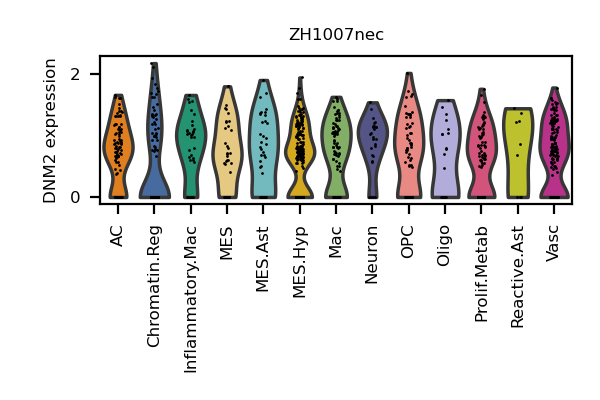 ZH1007nec
DNM2 expression
2
0
AC
Chromatin.Reg
Inflammatory.Mac
MES
MES.Ast
MES.Hyp
Mac
Neuron
OPC
Oligo
Prolif.Metab
Reactive.Ast
Vasc